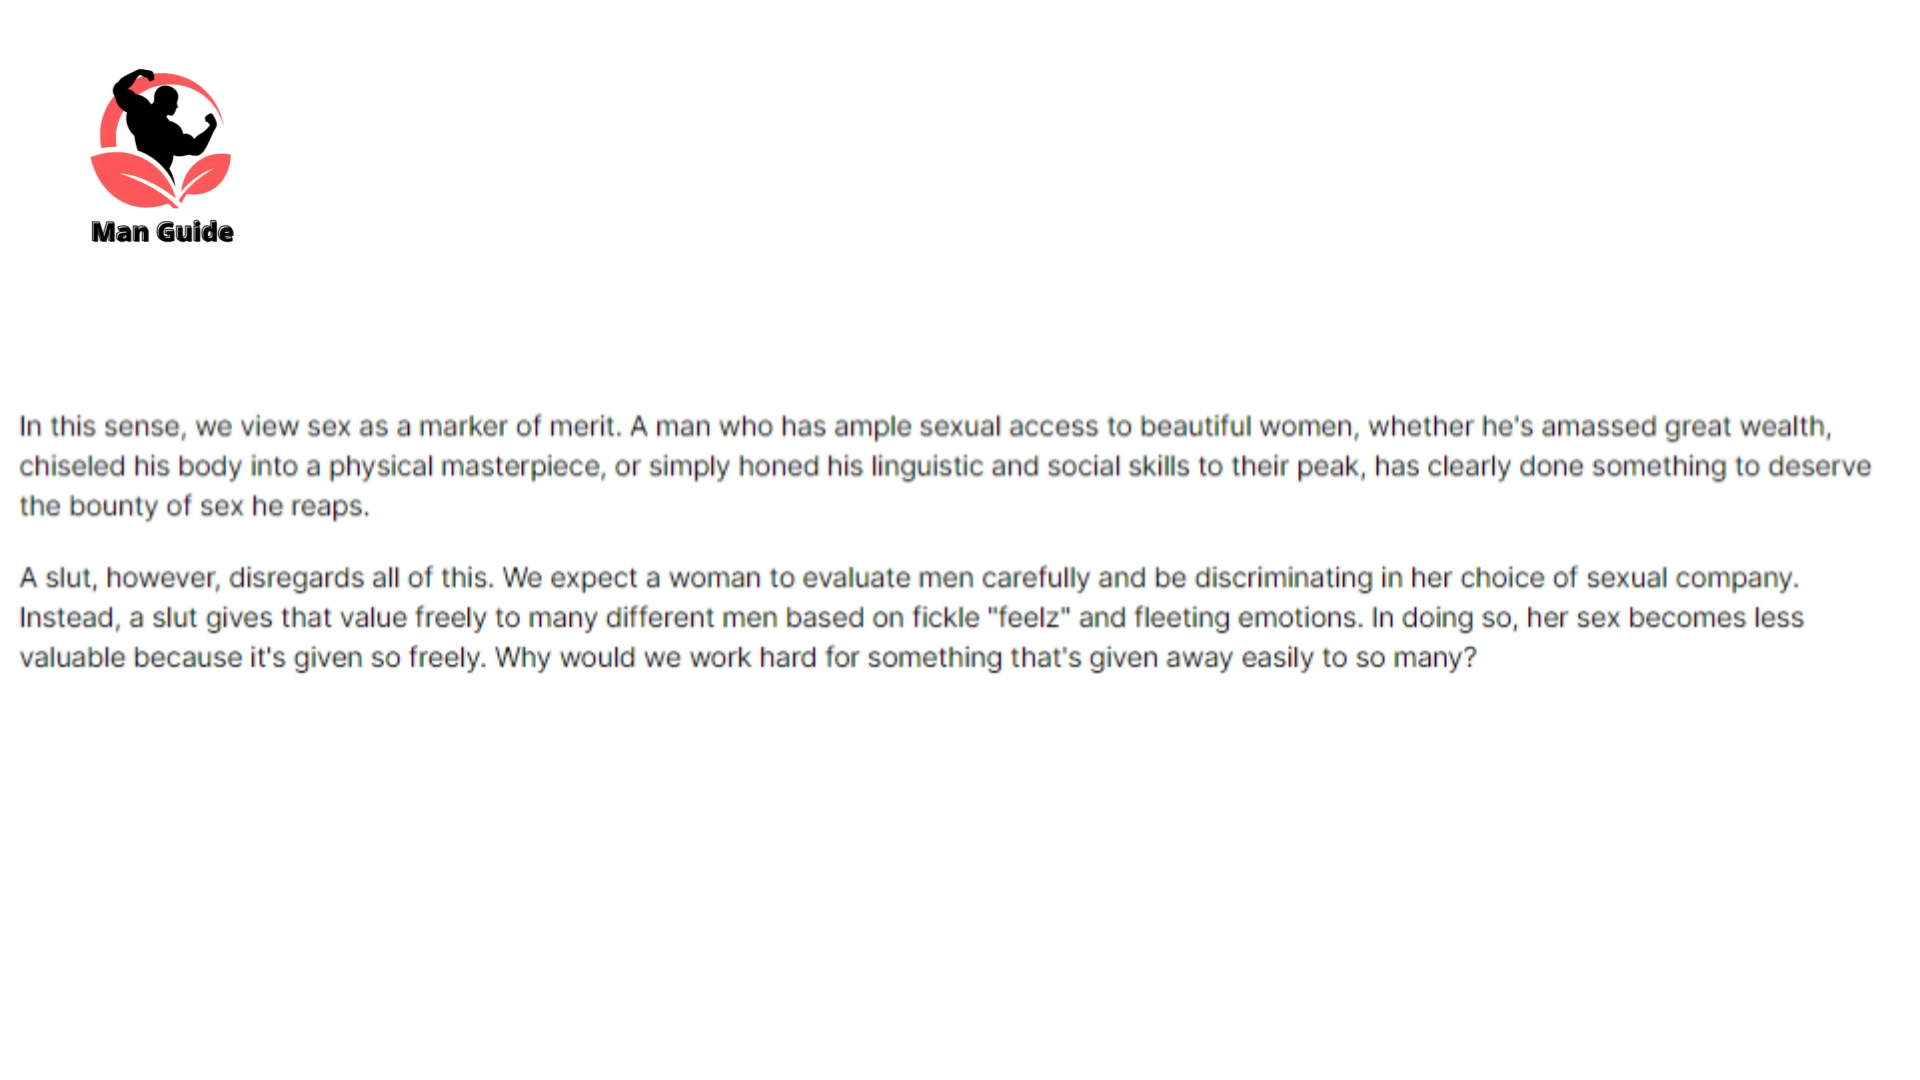 Man Guide
In this sense, we view sex as a marker of merit. A man who has ample sexual access to beautiful women, whether he's amassed great wealth,
chiseled his body into a physical masterpiece, or simply honed his linguistic and social skills to their peak, has clearly done something to deserve
the bounty of sex he reaps.
A slut, however, disregards all of this. We expect a woman to evaluate men carefully and be discriminating in her choice of sexual company.
Instead, a slut gives that value freely to many different men based on fickle "feelz" and fleeting emotions. In doing so, her sex becomes less
valuable because it's given so freely. Why would we work hard for something that's given away easily to so many?